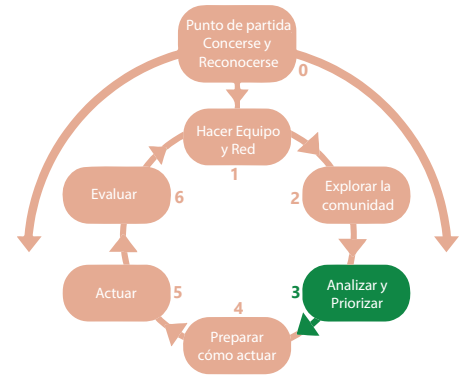 Punto de partida
Concerse y
Reconocerse
0
Hacer Equipo
y Red
1
2
Explorar la
comunidad
3
Analizar y
Priorizar
4
Preparar
cómo actuar
5
Actuar
6
Evaluar